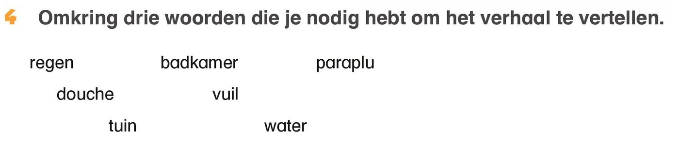 4 Omkring drie woorden die je nodig hebt om het verhaal te vertellen.
regen badkamer paraplu
douche vuil
tuin water